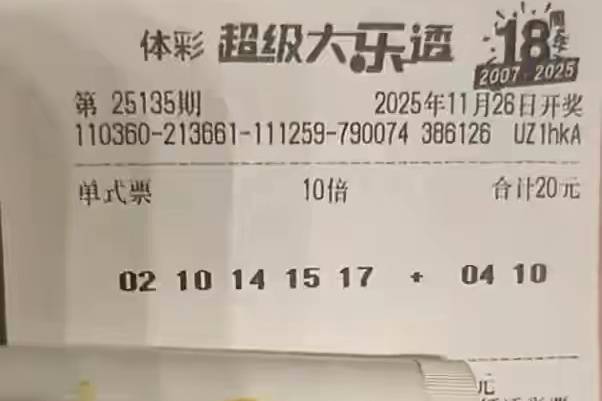 体彩 超级大乐透 18周年 2007-2025
第 25135期 2025年11月26日开奖
110360-213661-111259-790074 386126 UZ1hkA
单式票 10倍 合计20元
02 10 14 15 17 + 04 10
元